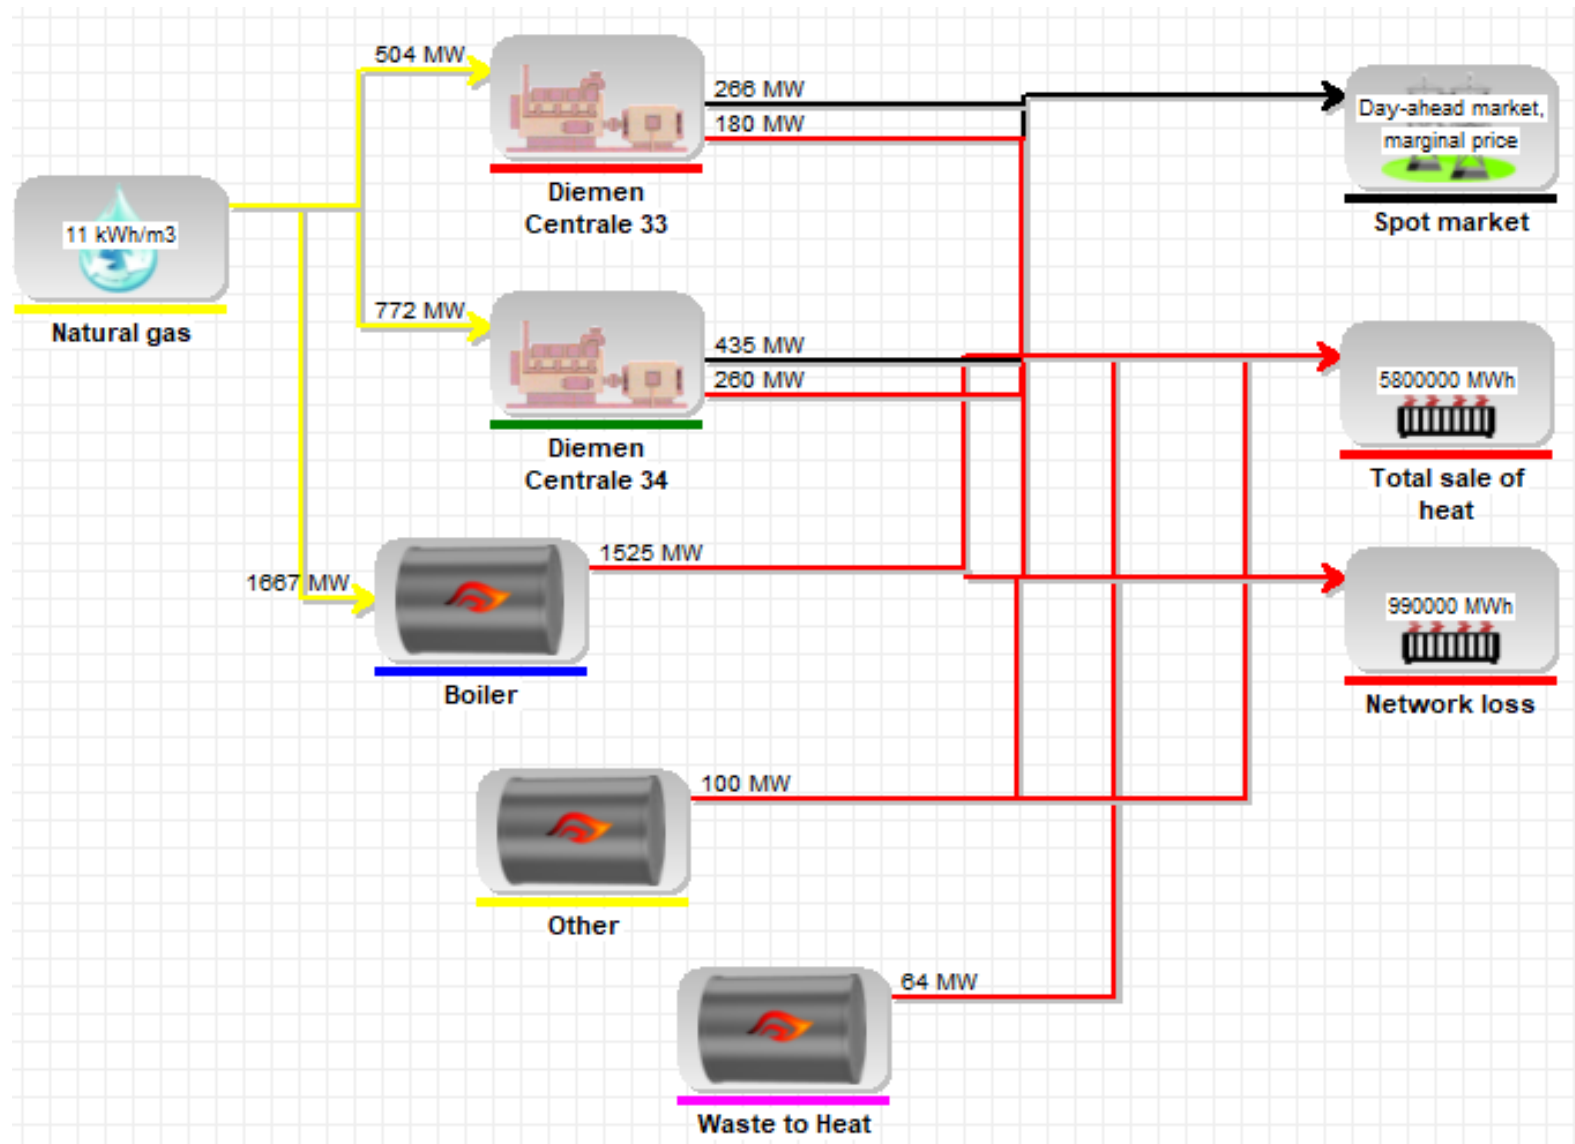 504 MW
266 MW
180 MW
Day-ahead market,
marginal price
Diemen
Centrale 33
Spot market
11 kWh/m3
Natural gas
772 MW
435 MW
260 MW
5800000 MWh
Diemen
Centrale 34
Total sale of
heat
1667 MW
1525 MW
Boiler
990000 MWh
Network loss
100 MW
Other
64 MW
Waste to Heat